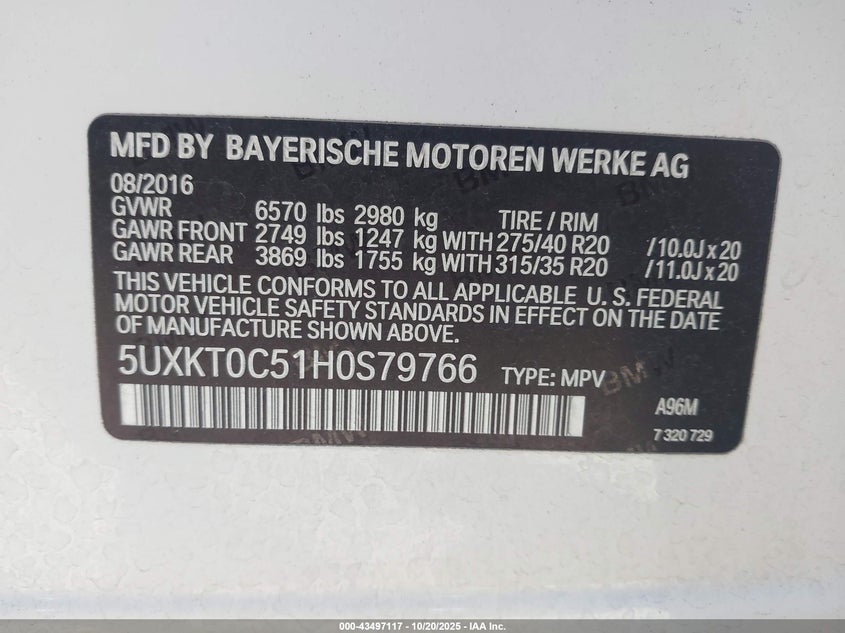 MFD BY BAYERISCHE MOTOREN WERKE AG
08/2016
GVWR 6570 lbs 2980 kg TIRE / RIM
GAWR FRONT 2749 lbs 1247 kg WITH 275/40 R20 /10.0J x 20
GAWR REAR 3869 lbs 1755 kg WITH 315/35 R20 /11.0J x 20
THIS VEHICLE CONFORMS TO ALL APPLICABLE U. S. FEDERAL
MOTOR VEHICLE SAFETY STANDARDS IN EFFECT ON THE DATE
OF MANUFACTURE SHOWN ABOVE.
5UXKT0C51H0S79766 TYPE: MPV
A96M
7 320 729
000-43497117 - 10/20/2025 - IAA Inc.